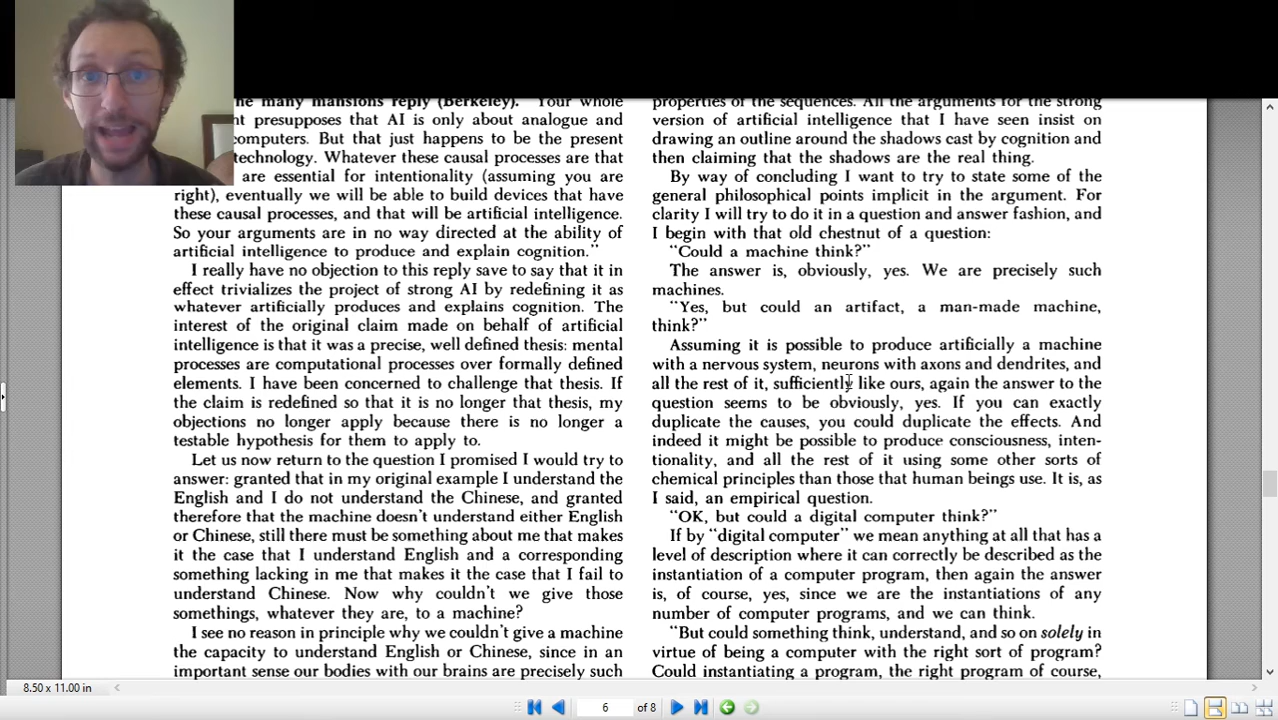 the many mansions reply (Berkeley). Your whole
nt presupposes that AI is only about analogue and
computers. But that just happens to be the present
technology. Whatever these causal processes are that
are essential for intentionality (assuming you are
right), eventually we will be able to build devices that have
these causal processes, and that will be artificial intelligence.
So your arguments are in no way directed at the ability of
artificial intelligence to produce and explain cognition."
I really have no objection to this reply save to say that it in
effect trivializes the project of strong AI by redefining it as
whatever artificially produces and explains cognition. The
interest of the original claim made on behalf of artificial
intelligence is that it was a precise, well defined thesis: mental
processes are computational processes over formally defined
elements. I have been concerned to challenge that thesis. If
the claim is redefined so that it is no longer that thesis, my
objections no longer apply because there is no longer a
testable hypothesis for them to apply to.
Let us now return to the question I promised I would try to
answer: granted that in my original example I understand the
English and I do not understand the Chinese, and granted
therefore that the machine doesn't understand either English
or Chinese, still there must be something about me that makes
it the case that I understand English and a corresponding
something lacking in me that makes it the case that I fail to
understand Chinese. Now why couldn't we give those
somethings, whatever they are, to a machine?
I see no reason in principle why we couldn't give a machine
the capacity to understand English or Chinese, since in an
important sense our bodies with our brains are precisely such
properties of the sequences. All the arguments for the strong
version of artificial intelligence that I have seen insist on
drawing an outline around the shadows cast by cognition and
then claiming that the shadows are the real thing.
By way of concluding I want to try to state some of the
general philosophical points implicit in the argument. For
clarity I will try to do it in a question and answer fashion, and
I begin with that old chestnut of a question:
"Could a machine think?"
The answer is, obviously, yes. We are precisely such
machines.
"Yes, but could an artifact, a man-made machine,
think?"
Assuming it is possible to produce artificially a machine
with a nervous system, neurons with axons and dendrites, and
all the rest of it, sufficiently like ours, again the answer to the
question seems to be obviously, yes. If you can exactly
duplicate the causes, you could duplicate the effects. And
indeed it might be possible to produce consciousness, inten-
tionality, and all the rest of it using some other sorts of
chemical principles than those that human beings use. It is, as
I said, an empirical question.
"OK, but could a digital computer think?"
If by "digital computer" we mean anything at all that has a
level of description where it can correctly be described as the
instantiation of a computer program, then again the answer
is, of course, yes, since we are the instantiations of any
number of computer programs, and we can think.
"But could something think, understand, and so on solely in
virtue of being a computer with the right sort of program?
Could instantiating a program, the right program of course,
8.50 x 11.00 in
6 of 8